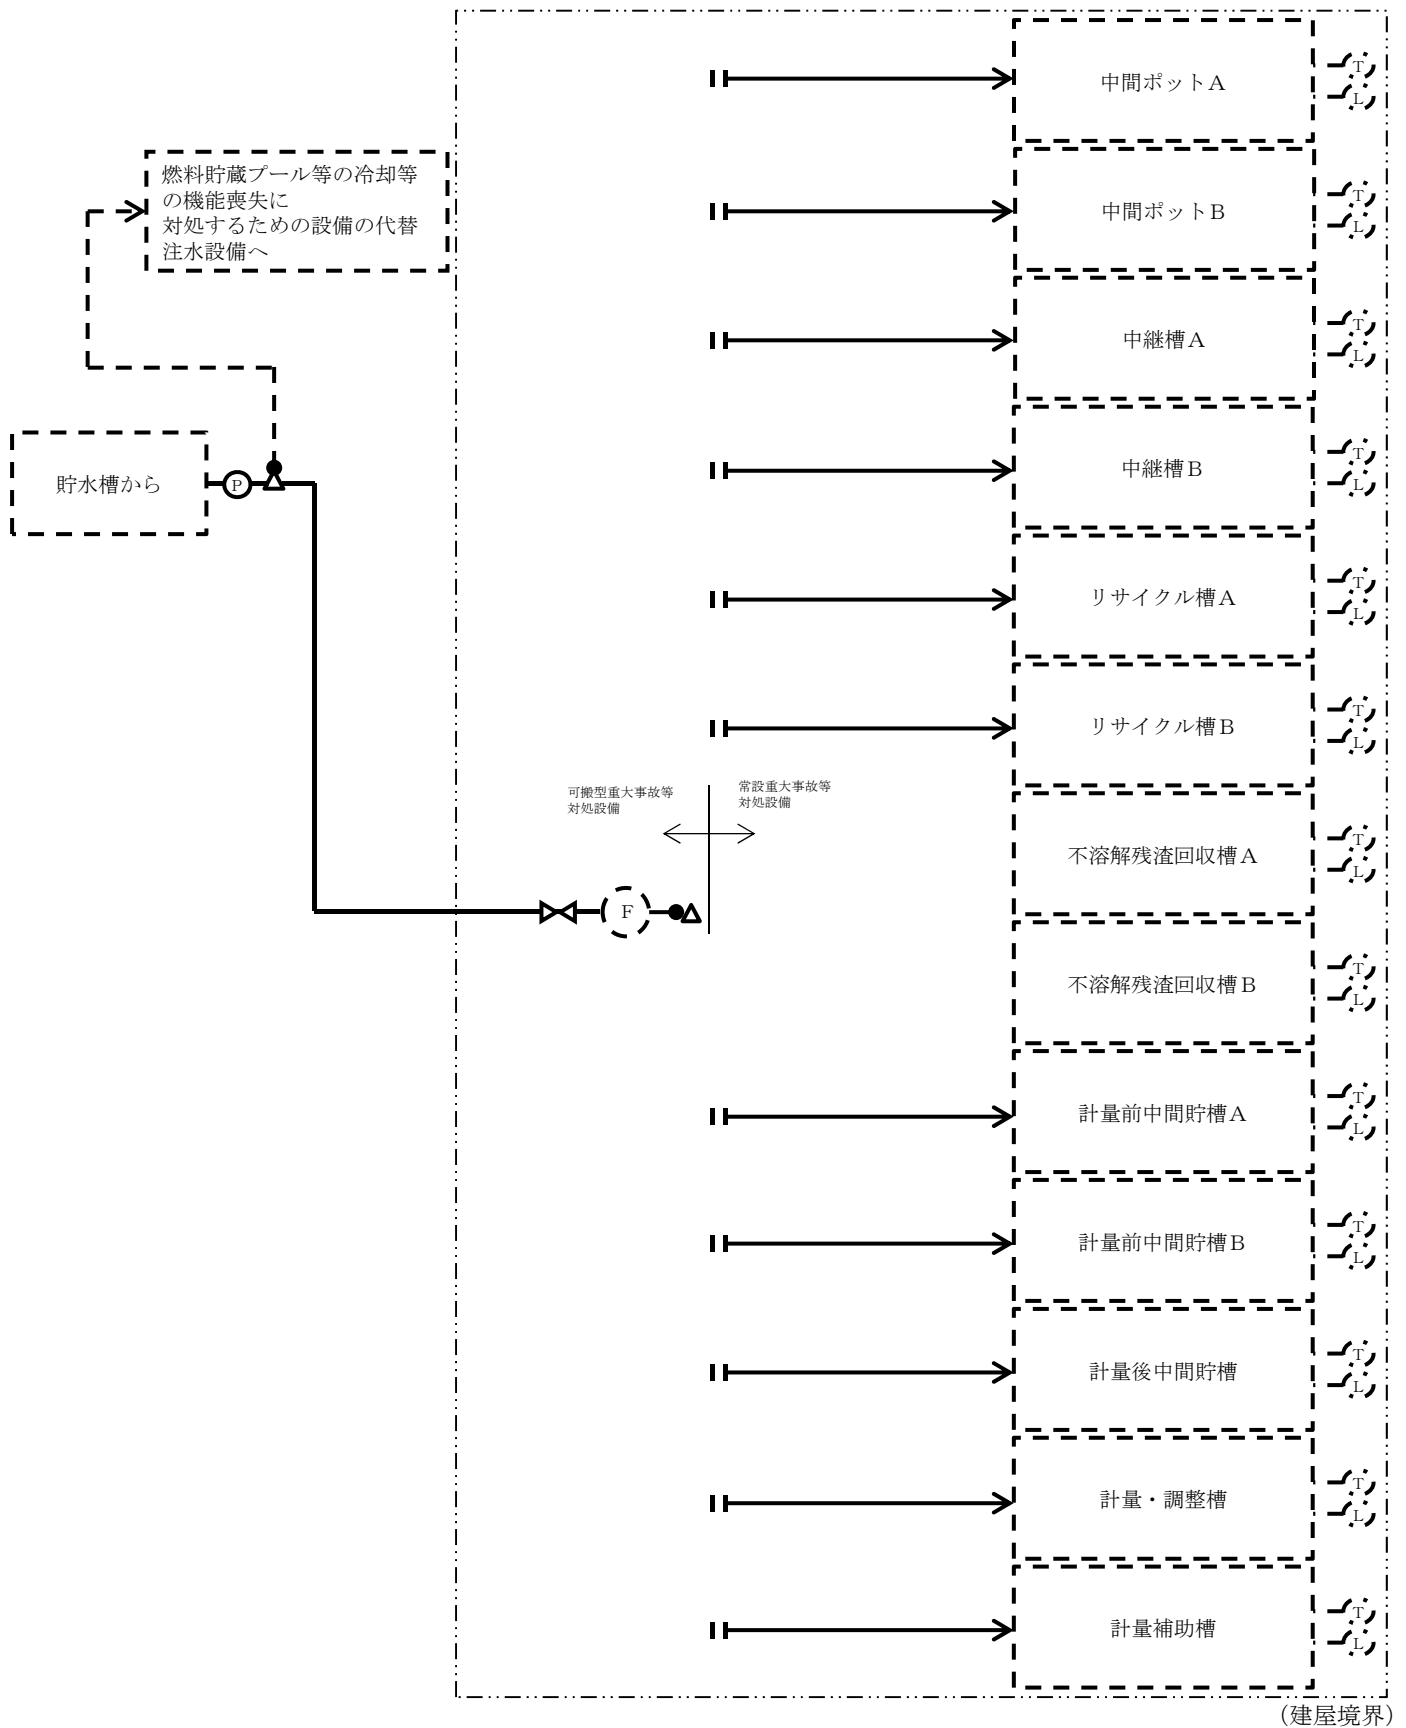 中間ポットA
T
L
燃料貯蔵プール等の冷却等
の機能喪失に
対処するための設備の代替
注水設備へ
中間ポットB
T
L
中継槽A
T
L
貯水槽から
P
中継槽B
T
L
リサイクル槽A
T
L
リサイクル槽B
T
L
可搬型重大事故等
対処設備
常設重大事故等
対処設備
不溶解残渣回収槽A
T
L
F
不溶解残渣回収槽B
T
L
計量前中間貯槽A
T
L
計量前中間貯槽B
T
L
計量後中間貯槽
T
L
計量・調整槽
T
L
計量補助槽
T
L
(建屋境界)